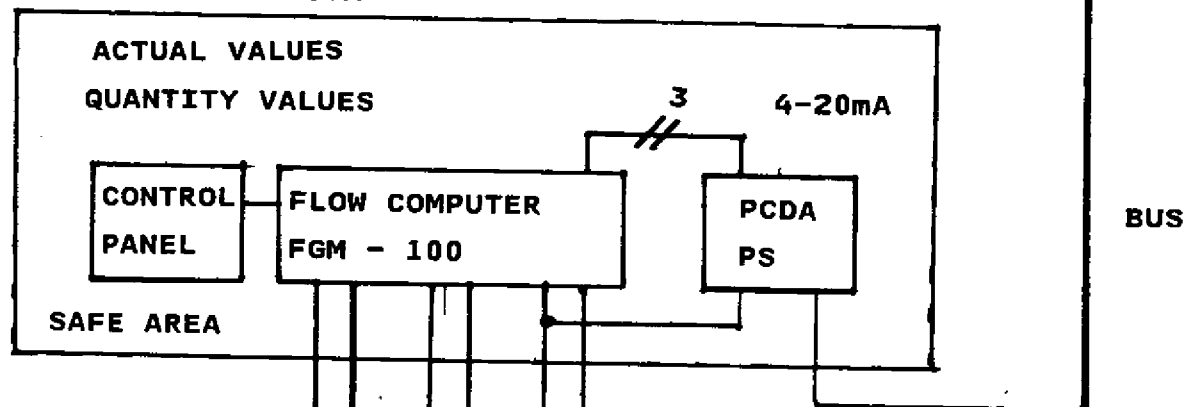 ACTUAL VALUES
QUANTITY VALUES
3
4-20mA
CONTROL
PANEL
FLOW COMPUTER
FGM - 100
PCDA
PS
BUS
SAFE AREA